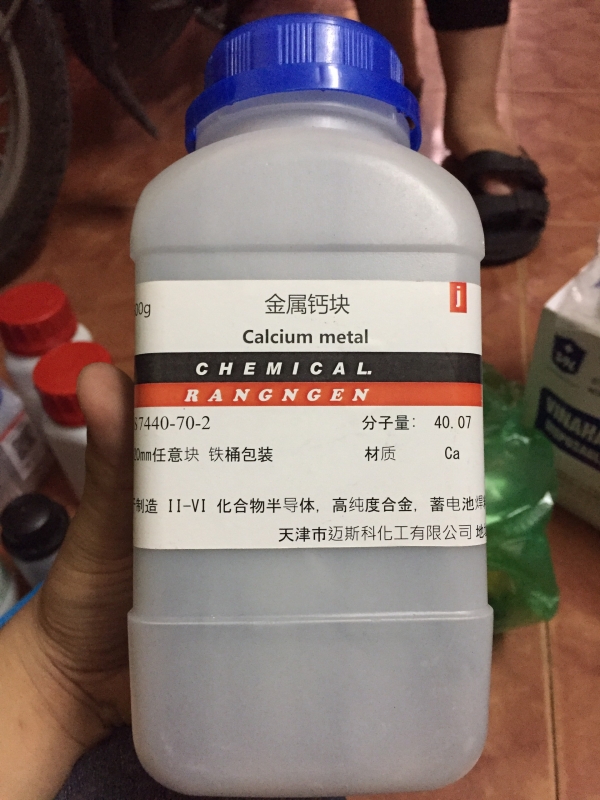 00g 金属钙块 j
Calcium metal
CHEMICAL.
RANGNGEN
7440-70-2 分子量: 40.07
0mm任意块 铁桶包装 材质 Ca
制造 II-VI 化合物半导体, 高纯度合金, 蓄电池焊
天津市迈斯科化工有限公司 地
VINAHA